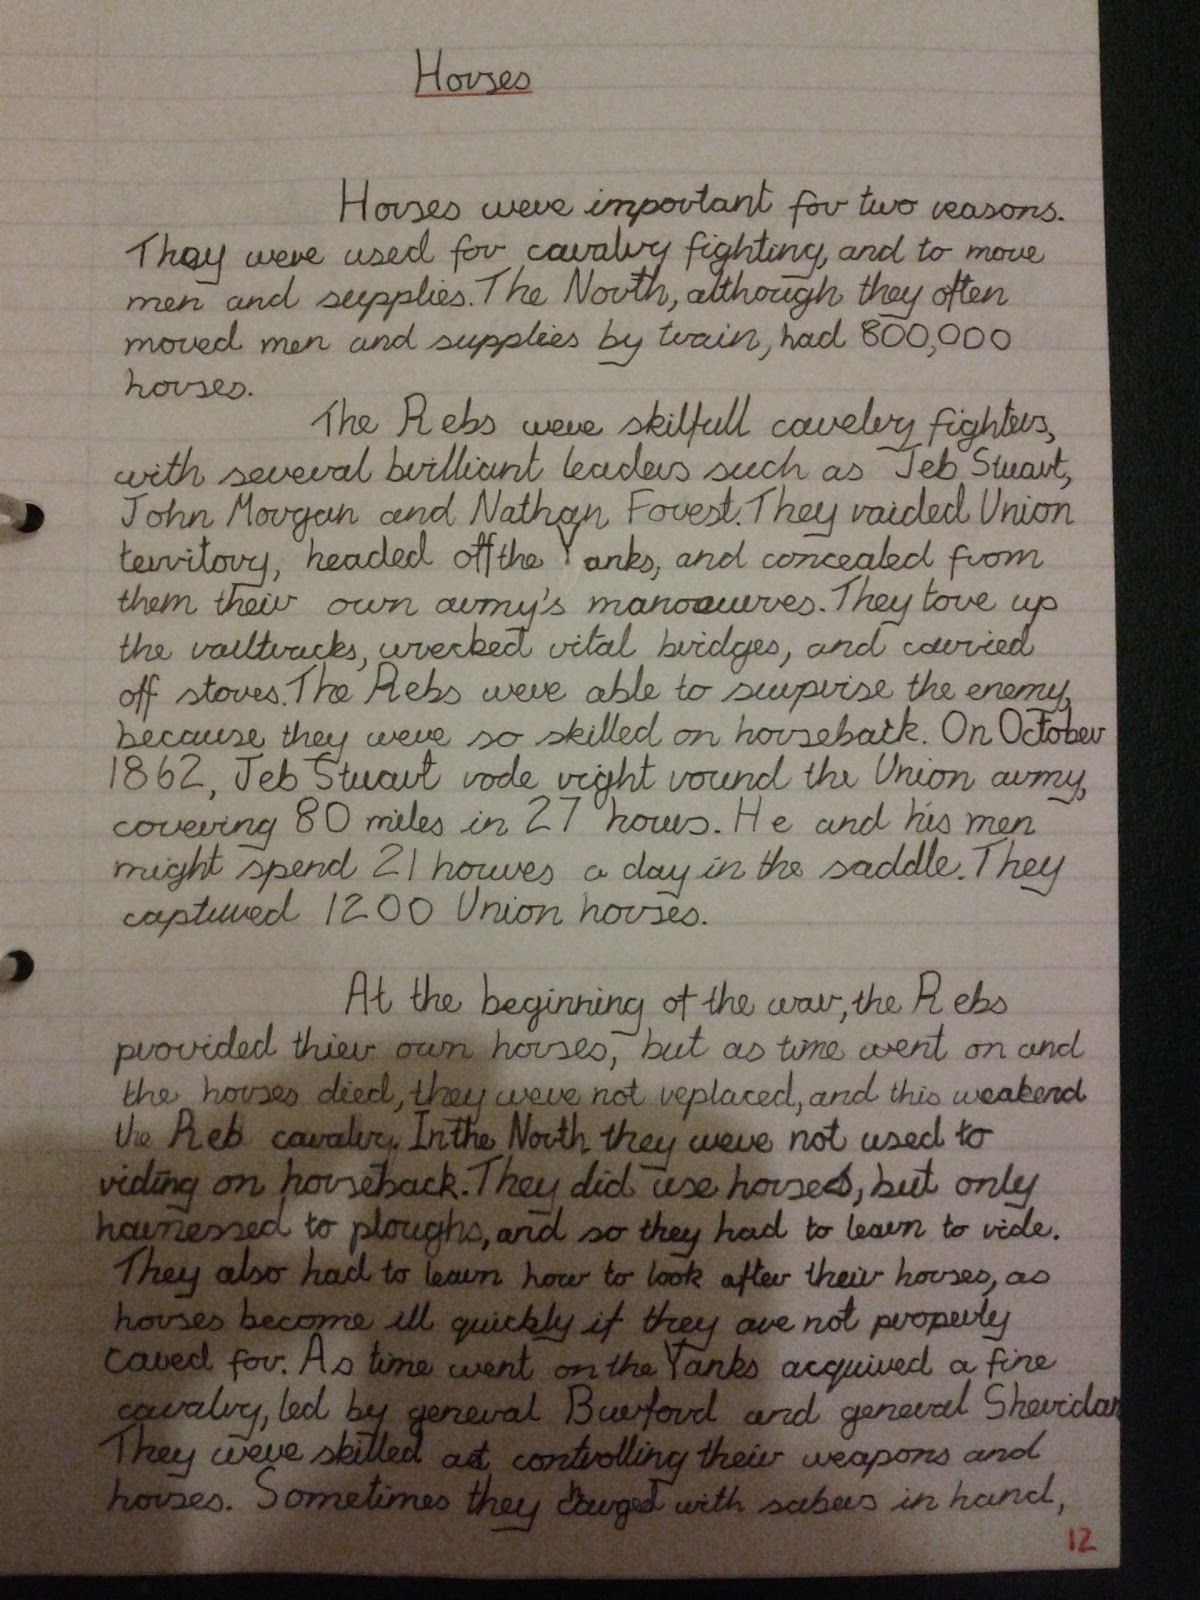 Horses
Horses were important for two reasons.
They were used for cavalry fighting, and to move
men and supplies. The North, although they often
moved men and supplies by train, had 800,000
horses.
The Rebs were skilfull cavelry fighters,
with several brilliant leaders such as Jeb Stuart,
John Morgan and Nathan Forest. They raided Union
territory, headed off the Yanks, and concealed from
them their own army's manoeuvres. They tore up
the railtracks, wrecked vital bridges, and carried
off stores. The Rebs were able to surprise the enemy,
because they were so skilled on horseback. On October
1862, Jeb Stuart rode right round the Union army,
covering 80 miles in 27 hours. He and his men
might spend 21 houres a day in the saddle. They
captured 1200 Union horses.
At the beginning of the war, the Rebs
provided thier own horses, but as time went on and
the horses died, they were not replaced, and this weakend
the Reb cavalry. In the North they were not used to
riding on horseback. They did use horses, but only
harnessed to ploughs, and so they had to learn to ride.
They also had to learn how to look after their horses, as
horses become ill quickly if they are not properly
cared for. As time went on the Yanks acquired a fine
cavalry, led by general Buxford and general Sheridan
They were skilled at controlling their weapons and
horses. Sometimes they charged with sabers in hand,
12